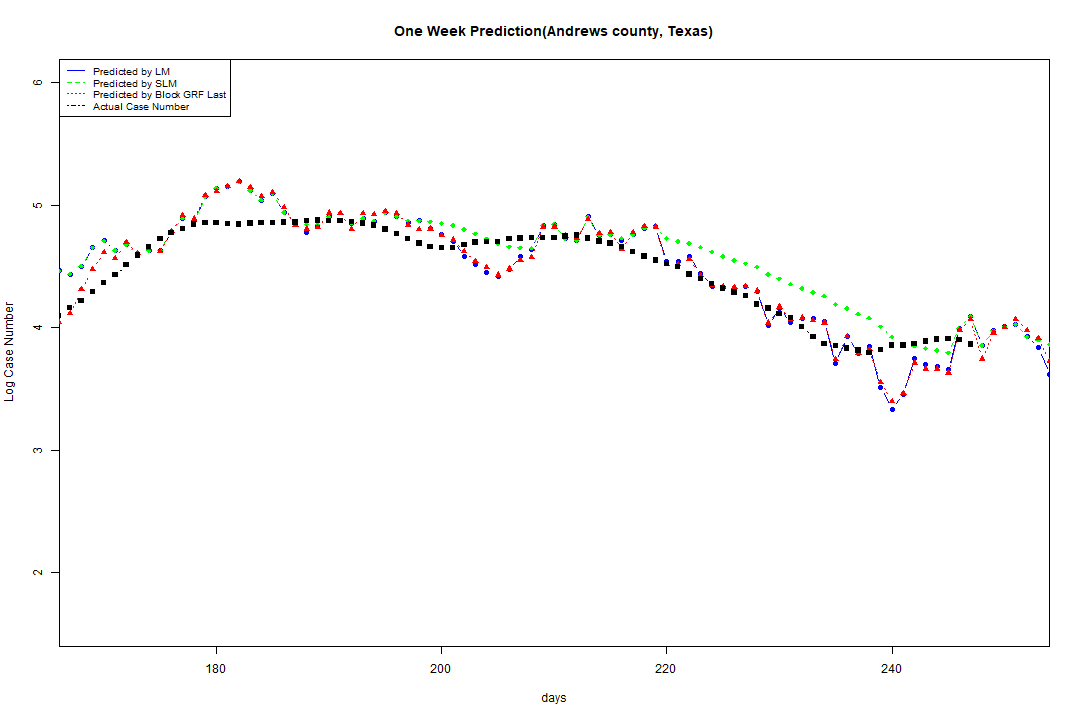 One Week Prediction(Andrews county, Texas)
Predicted by LM
Predicted by SLM
Predicted by Block GRF Last
Actual Case Number
6
5
4
3
2
Log Case Number
180
200
220
240
days